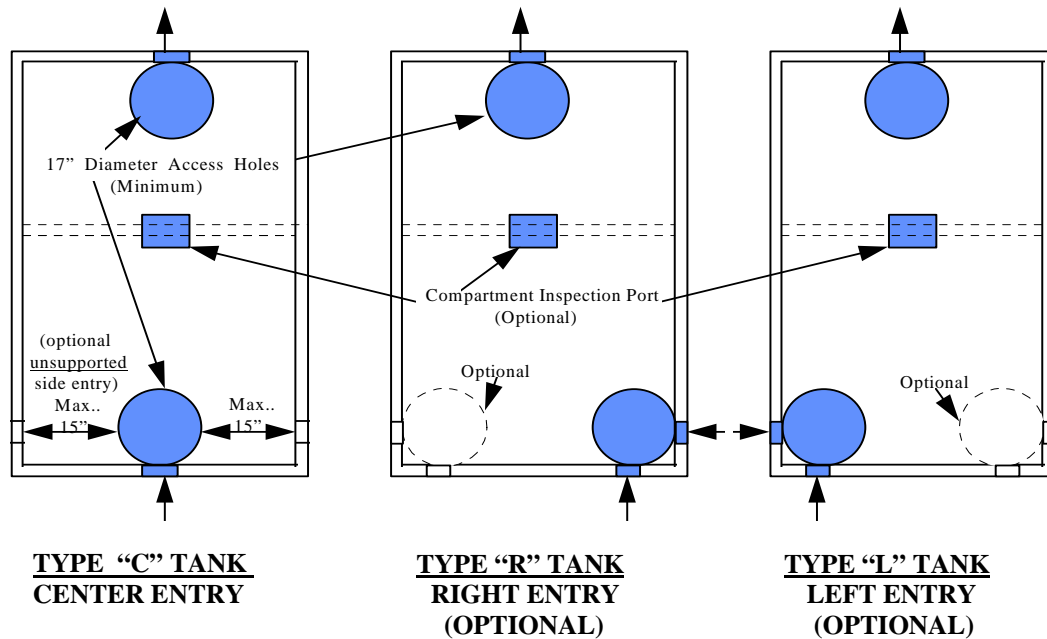 17” Diameter Access Holes
(Minimum)
Compartment Inspection Port
(Optional)
(optional
unsupported
side entry)
Max..
15”
Max..
15”
Optional
Optional
TYPE “C” TANK
CENTER ENTRY
TYPE “R” TANK
RIGHT ENTRY
(OPTIONAL)
TYPE “L” TANK
LEFT ENTRY
(OPTIONAL)